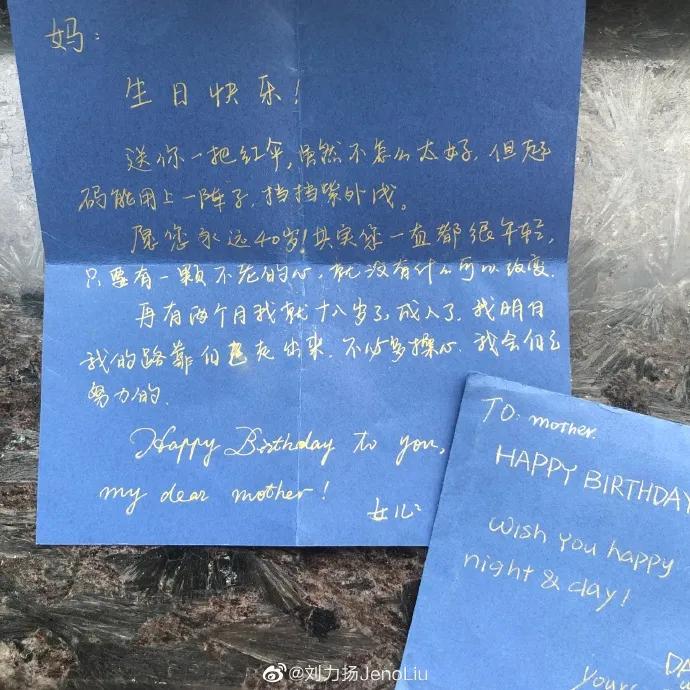 妈:
生日快乐!
送你一把红伞,虽然不怎么太好,但起
码能用上一阵子,挡挡紫外线。
愿您永远40岁!其实您一直都很年轻,
只要有一颗不老的心,就没有什么可以改变.
再有两个月我就十八岁了,成人了.我明白
我的路靠自己走出来.不必多操心.我会自己
努力的.
Happy Birthday to you,
my dear mother!
女儿
TO: mother.
HAPPY BIRTHDAY
Wish you happy
night & day!
Yours
@刘力扬JenoLiu